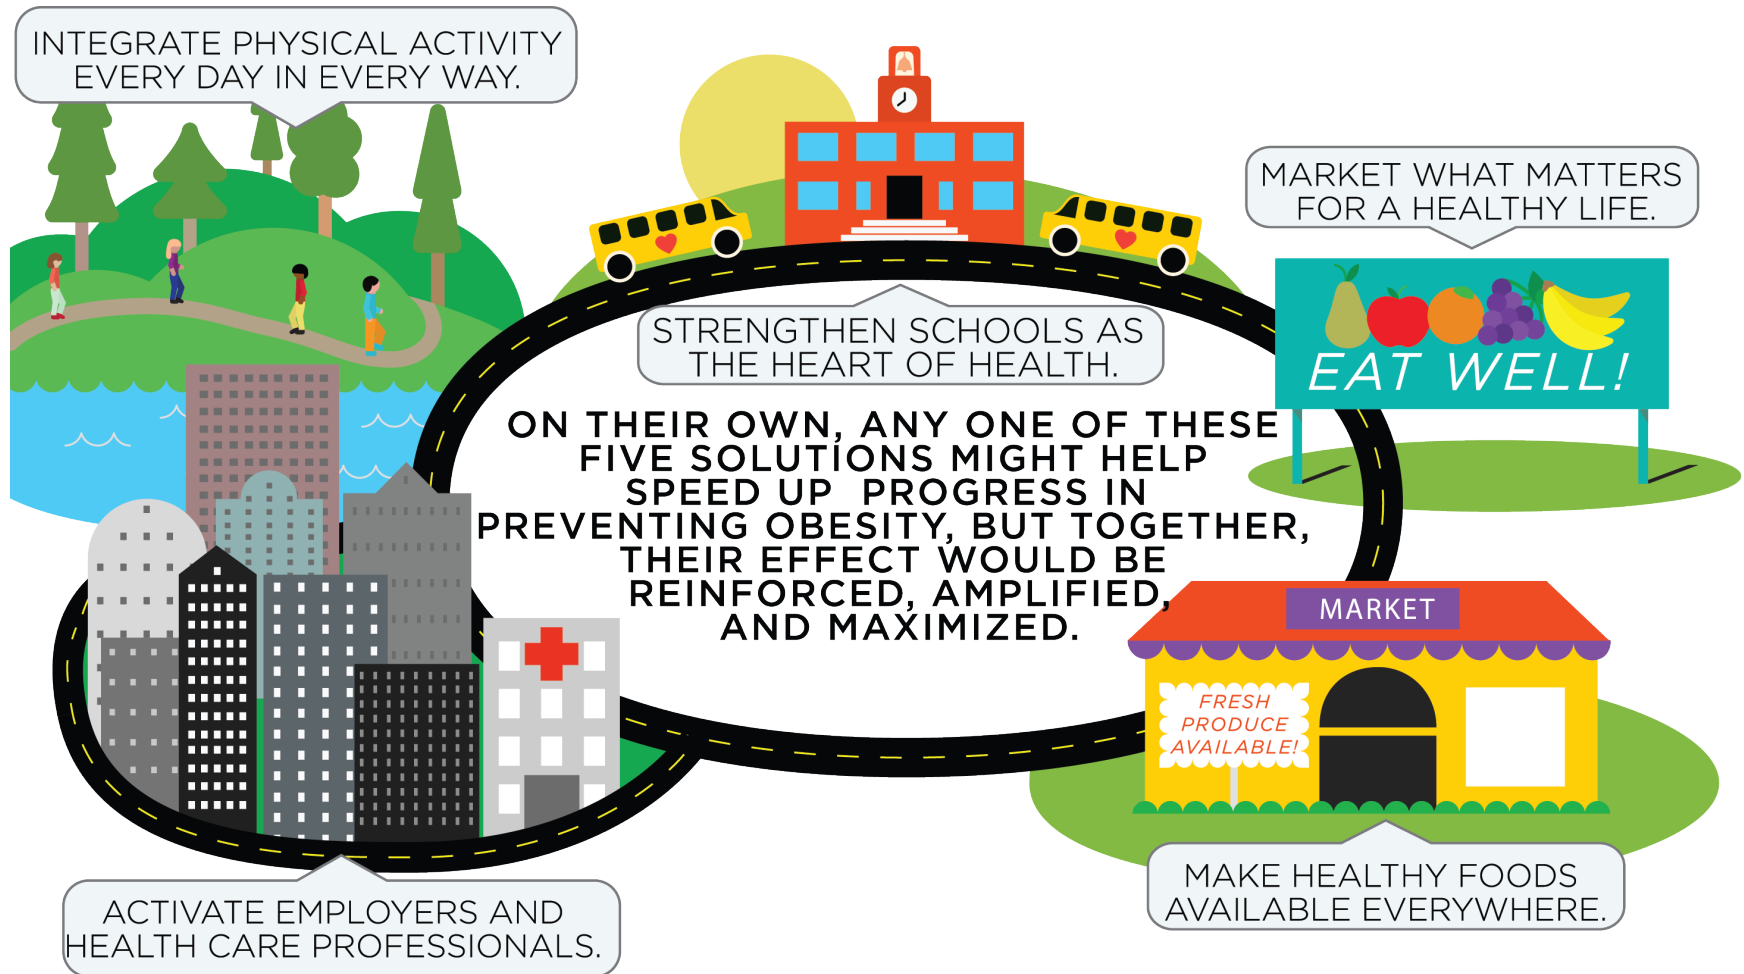 INTEGRATE PHYSICAL ACTIVITY
EVERY DAY IN EVERY WAY.
MARKET WHAT MATTERS
FOR A HEALTHY LIFE.
EAT WELL!
STRENGTHEN SCHOOLS AS
THE HEART OF HEALTH.
ON THEIR OWN, ANY ONE OF THESE
FIVE SOLUTIONS MIGHT HELP
SPEED UP PROGRESS IN
PREVENTING OBESITY, BUT TOGETHER,
THEIR EFFECT WOULD BE
REINFORCED, AMPLIFIED,
AND MAXIMIZED.
MARKET
FRESH
PRODUCE
AVAILABLE!
MAKE HEALTHY FOODS
AVAILABLE EVERYWHERE.
ACTIVATE EMPLOYERS AND
HEALTH CARE PROFESSIONALS.